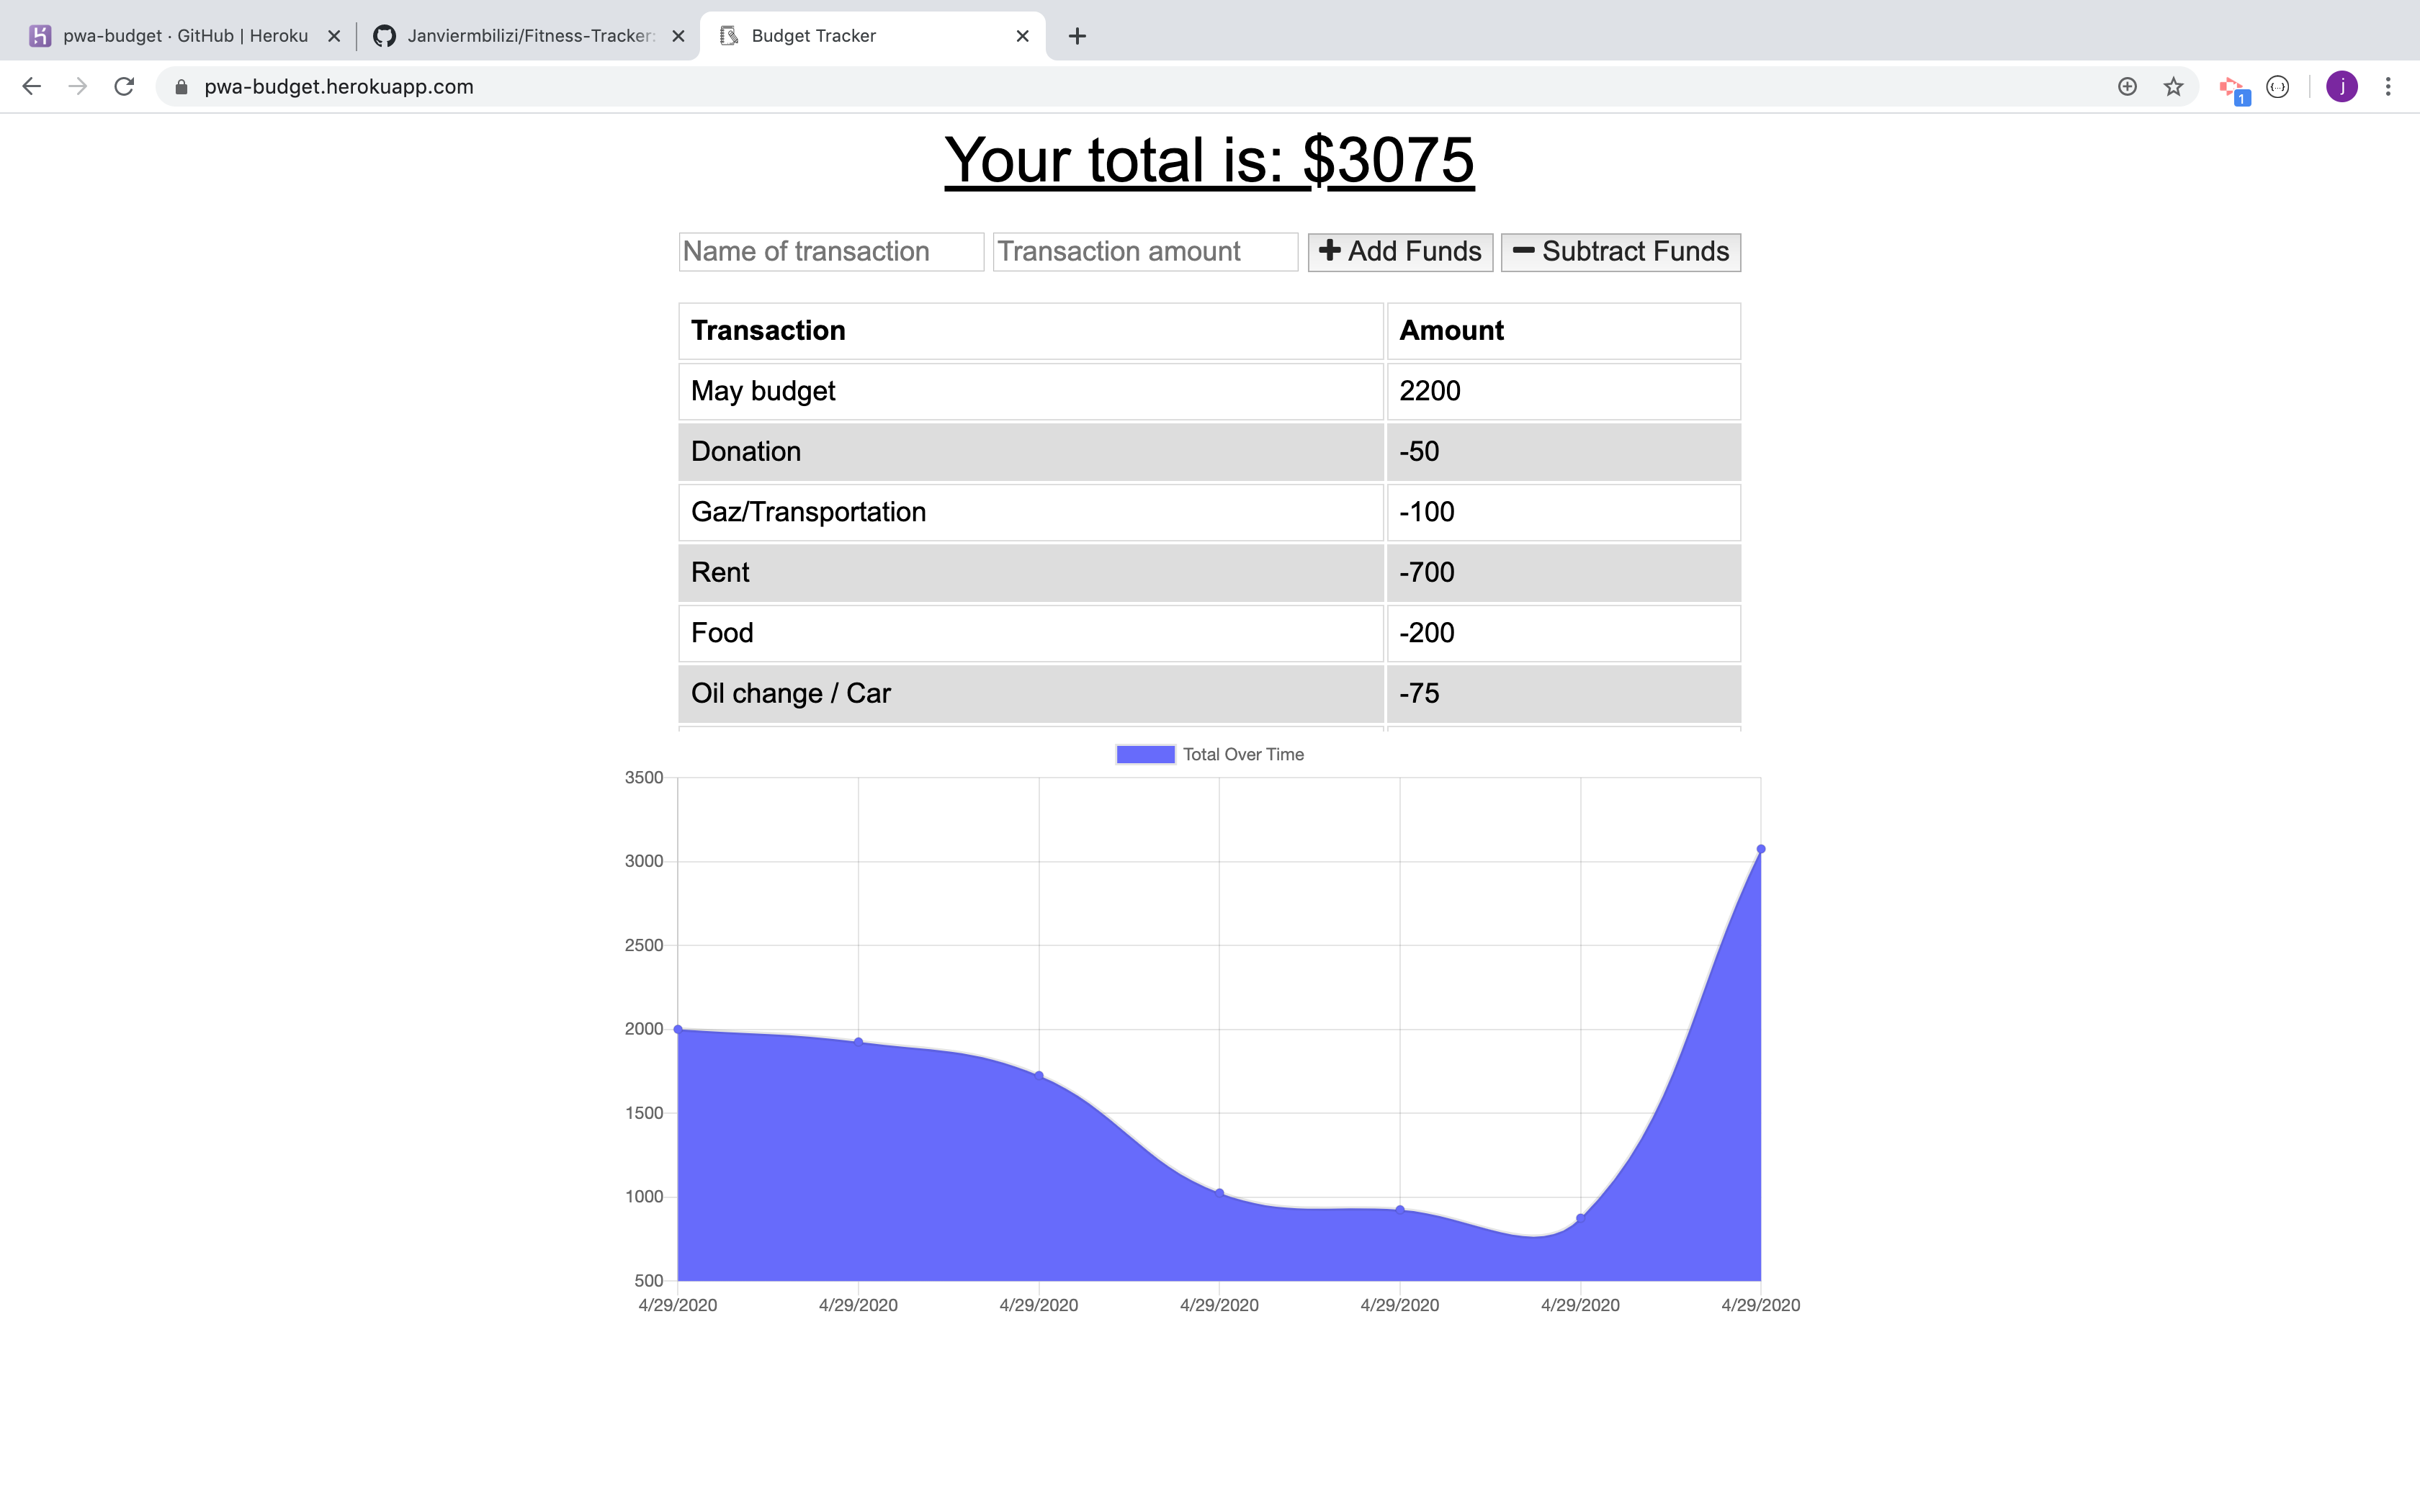 pwa-budget · GitHub | Heroku
Janviermbilizi/Fitness-Tracker:
Budget Tracker
pwa-budget.herokuapp.com
1
j
Your total is: $3075
Name of transaction Transaction amount Add Funds Subtract Funds
Transaction Amount
May budget 2200
Donation -50
Gaz/Transportation -100
Rent -700
Food -200
Oil change / Car -75
Total Over Time
3500
3000
2500
2000
1500
1000
500
4/29/2020 4/29/2020 4/29/2020 4/29/2020 4/29/2020 4/29/2020 4/29/2020